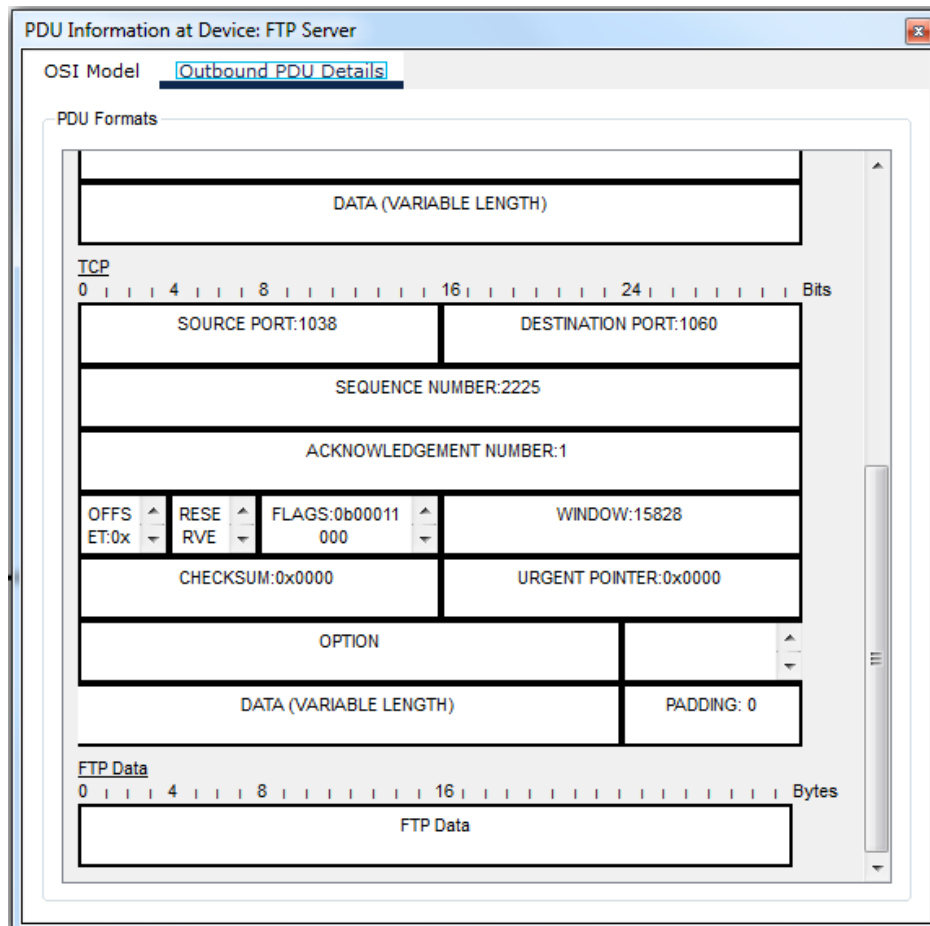 PDU Information at Device: FTP Server
OSI Model Outbound PDU Details
PDU Formats
DATA (VARIABLE LENGTH)
TCP
0 4 8 16 24 Bits
SOURCE PORT:1038 DESTINATION PORT:1060
SEQUENCE NUMBER:2225
ACKNOWLEDGEMENT NUMBER:1
OFFS RESE FLAGS:0b00011 WINDOW:15828
ET:0x RVE 000
CHECKSUM:0x0000 URGENT POINTER:0x0000
OPTION
DATA (VARIABLE LENGTH) PADDING: 0
FTP Data
0 4 8 16 Bytes
FTP Data